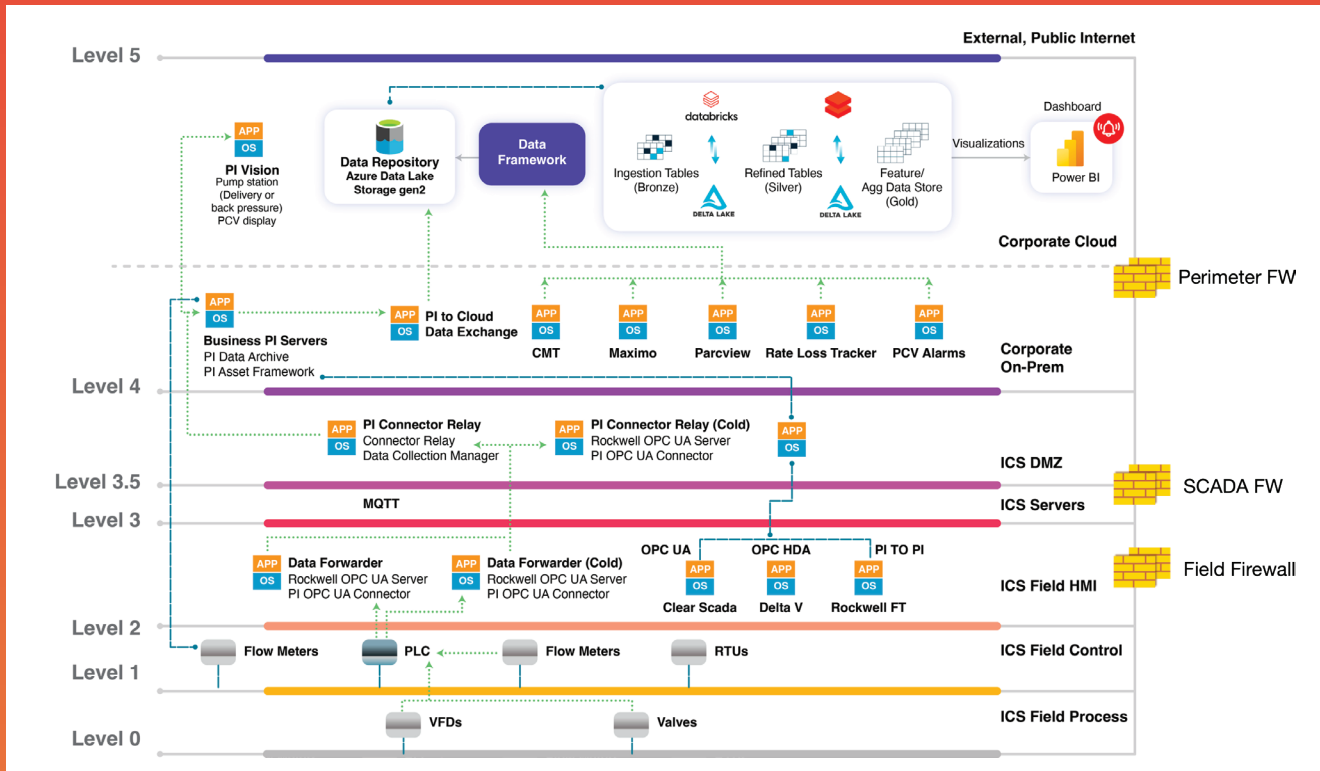 Level 5
External, Public Internet
APP
OS
PI Vision
Pump station
(Delivery or
back pressure)
PCV display
Data Repository
Azure Data Lake
Storage gen2
Data
Framework
databricks
Ingestion Tables
(Bronze)
DELTA LAKE
Refined Tables
(Silver)
DELTA LAKE
Feature/
Agg Data Store
(Gold)
Visualizations
Dashboard
Power BI
Corporate Cloud
Perimeter FW
APP
OS
Business PI Servers
PI Data Archive
PI Asset Framework
APP
OS
PI to Cloud
Data Exchange
APP
OS
CMT
APP
OS
Maximo
APP
OS
Parcview
APP
OS
Rate Loss Tracker
APP
OS
PCV Alarms
Corporate
On-Prem
Level 4
APP
OS
PI Connector Relay
Connector Relay
Data Collection Manager
APP
OS
PI Connector Relay (Cold)
Rockwell OPC UA Server
PI OPC UA Connector
APP
OS
ICS DMZ
Level 3.5
SCADA FW
MQTT
ICS Servers
Level 3
APP
OS
Data Forwarder
Rockwell OPC UA Server
PI OPC UA Connector
APP
OS
Data Forwarder (Cold)
Rockwell OPC UA Server
PI OPC UA Connector
OPC UA
APP
OS
Clear Scada
OPC HDA
APP
OS
Delta V
PI TO PI
APP
OS
Rockwell FT
ICS Field HMI
Field Firewall
Level 2
Flow Meters
PLC
Flow Meters
RTUs
ICS Field Control
Level 1
VFDs
Valves
ICS Field Process
Level 0